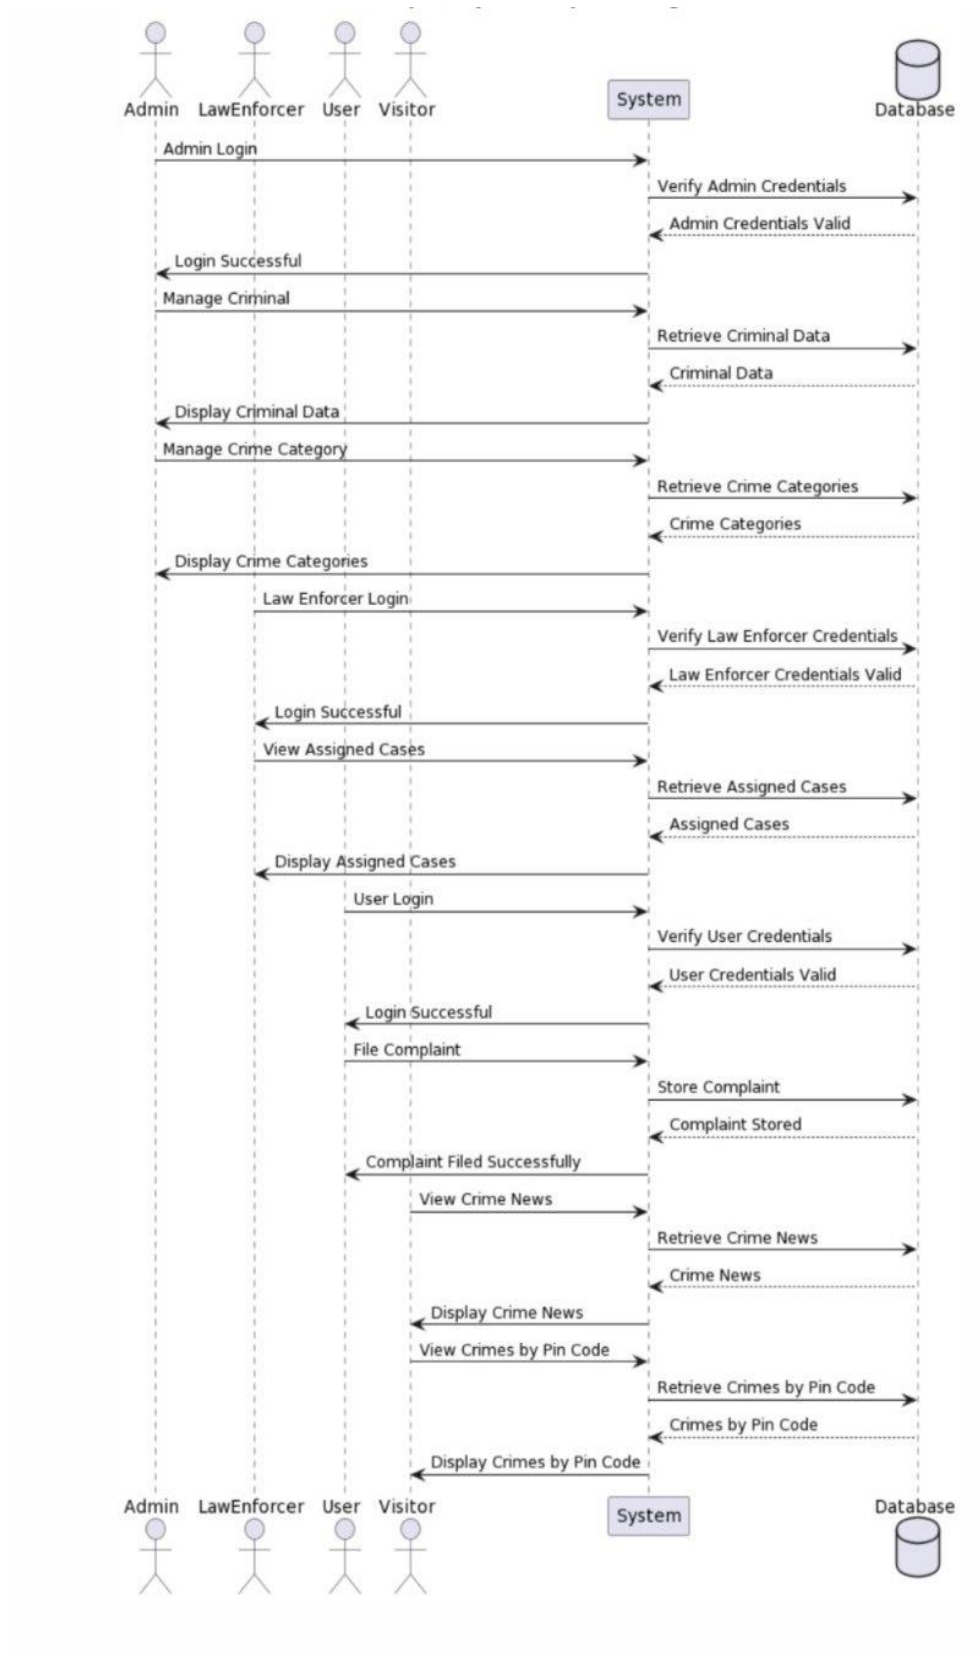 Admin LawEnforcer User Visitor System Database
Admin Login
Verify Admin Credentials
Admin Credentials Valid
Login Successful
Manage Criminal
Retrieve Criminal Data
Criminal Data
Display Criminal Data
Manage Crime Category
Retrieve Crime Categories
Crime Categories
Display Crime Categories
Law Enforcer Login
Verify Law Enforcer Credentials
Law Enforcer Credentials Valid
Login Successful
View Assigned Cases
Retrieve Assigned Cases
Assigned Cases
Display Assigned Cases
User Login
Verify User Credentials
User Credentials Valid
Login Successful
File Complaint
Store Complaint
Complaint Stored
Complaint Filed Successfully
View Crime News
Retrieve Crime News
Crime News
Display Crime News
View Crimes by Pin Code
Retrieve Crimes by Pin Code
Crimes by Pin Code
Display Crimes by Pin Code
Admin LawEnforcer User Visitor System Database